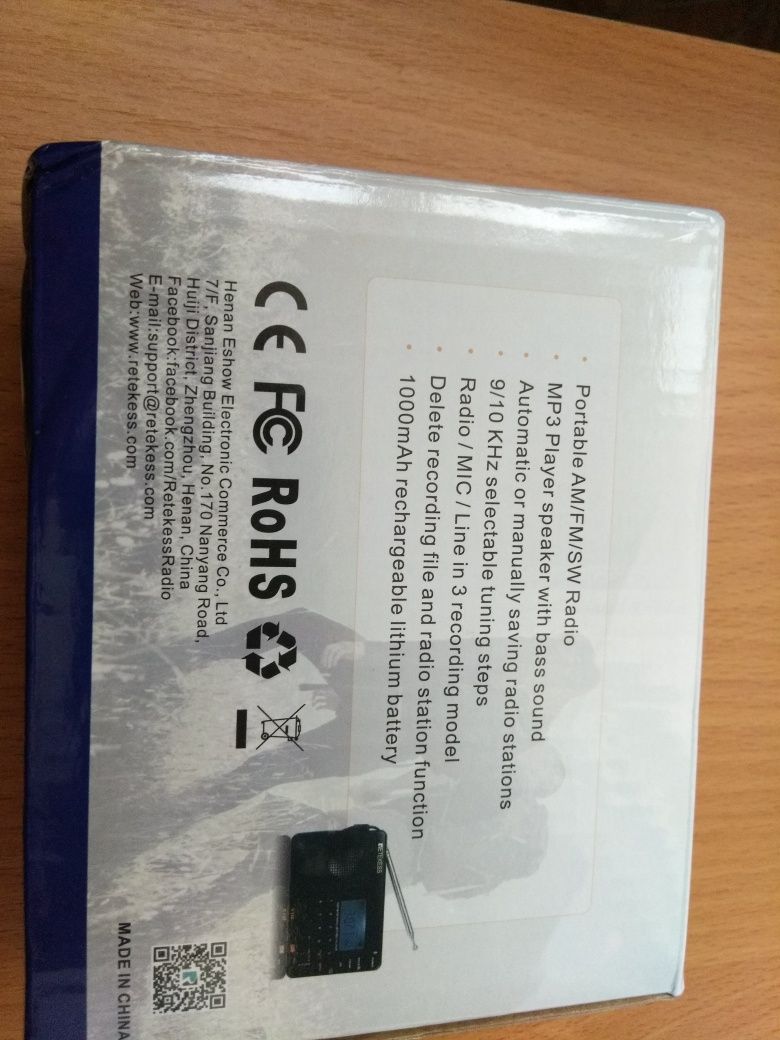 Portable AM/FM/SW Radio
MP3 Player speaker with bass sound
Automatic or manually saving radio stations
9/10 KHz selectable tuning steps
Radio / MIC / Line in 3 recording model
Delete recording file and radio station function
1000mAh rechargeable lithium battery
CE FC RoHS
Henan Eshow Electronic Commerce Co., Ltd
7/F, Sanjiang Building, No.170 Nanyang Road,
Huiji District, Zhengzhou, Henan, China
Facebook:facebook.com/RetekessRadio
E-mail:support@retekess.com
Web:www.retekess.com
RETEKESS
MADE IN CHINA